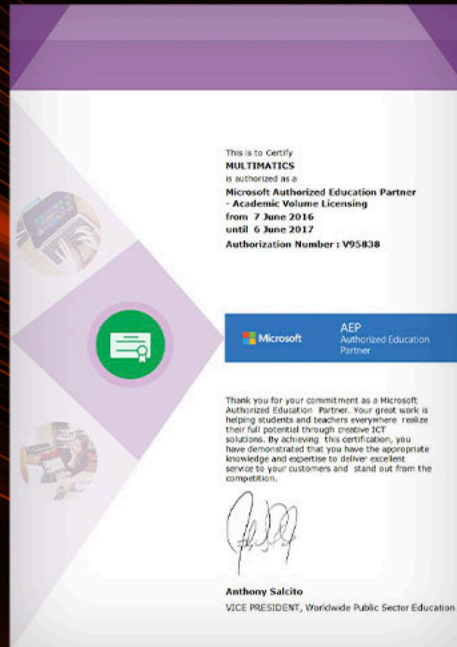 This is to Certify
MULTIMATICS
is authorized as a
Microsoft Authorized Education Partner
- Academic Volume Licensing
from 7 June 2016
until 6 June 2017
Authorization Number : V95838
Microsoft
AEP
Authorized Education
Partner
Thank you for your commitment as a Microsoft
Authorized Education Partner. Your great work is
helping students and teachers everywhere realize
their full potential through creative ICT
solutions. By achieving this certification, you
have demonstrated that you have the appropriate
knowledge and expertise to deliver excellent
service to your customers and stand out from the
competition.
Anthony Salcito
VICE PRESIDENT, Worldwide Public Sector Education